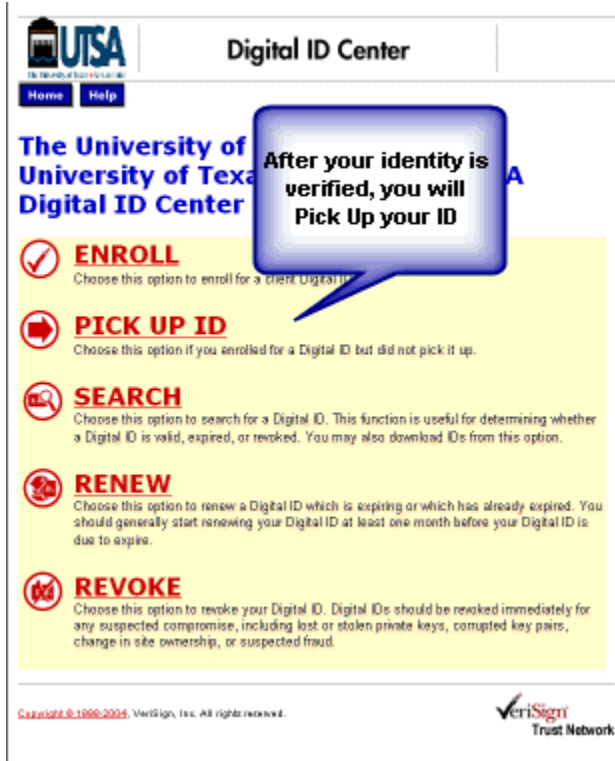 UTSA
Digital ID Center
Home Help
The University of
University of Texa A
Digital ID Center
After your identity is
verified, you will
Pick Up your ID
ENROLL
Choose this option to enroll for a client Digital
PICK UP ID
Choose this option if you enrolled for a Digital ID but did not pick it up.
SEARCH
Choose this option to search for a Digital ID. This function is useful for determining whether
a Digital ID is valid, expired, or revoked. You may also download IDs from this option.
RENEW
Choose this option to renew a Digital ID which is expiring or which has already expired. You
should generally start renewing your Digital ID at least one month before your Digital ID is
due to expire.
REVOKE
Choose this option to revoke your Digital ID. Digital IDs should be revoked immediately for
any suspected compromise, including lost or stolen private keys, corrupted key pairs,
change in site ownership, or suspected fraud.
Copyright © 1998-2004, VeriSign, Inc. All rights reserved.
VeriSign
Trust Network